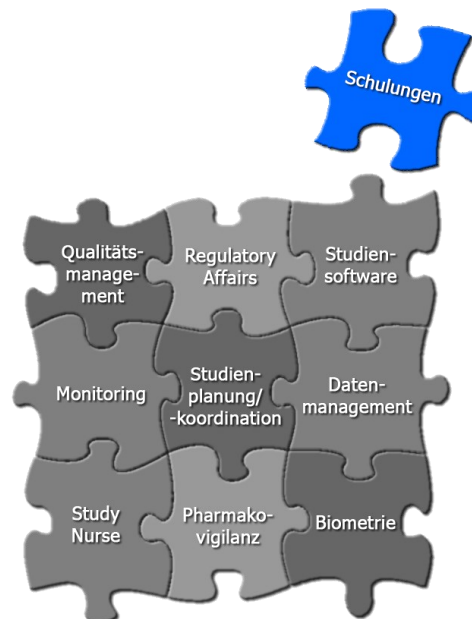 Schulungen
Qualitäts-
manage-
ment
Regulatory
Affairs
Studien-
software
Monitoring
Studien-
planung/
-koordination
Daten-
management
Study
Nurse
Pharmako-
vigilanz
Biometrie